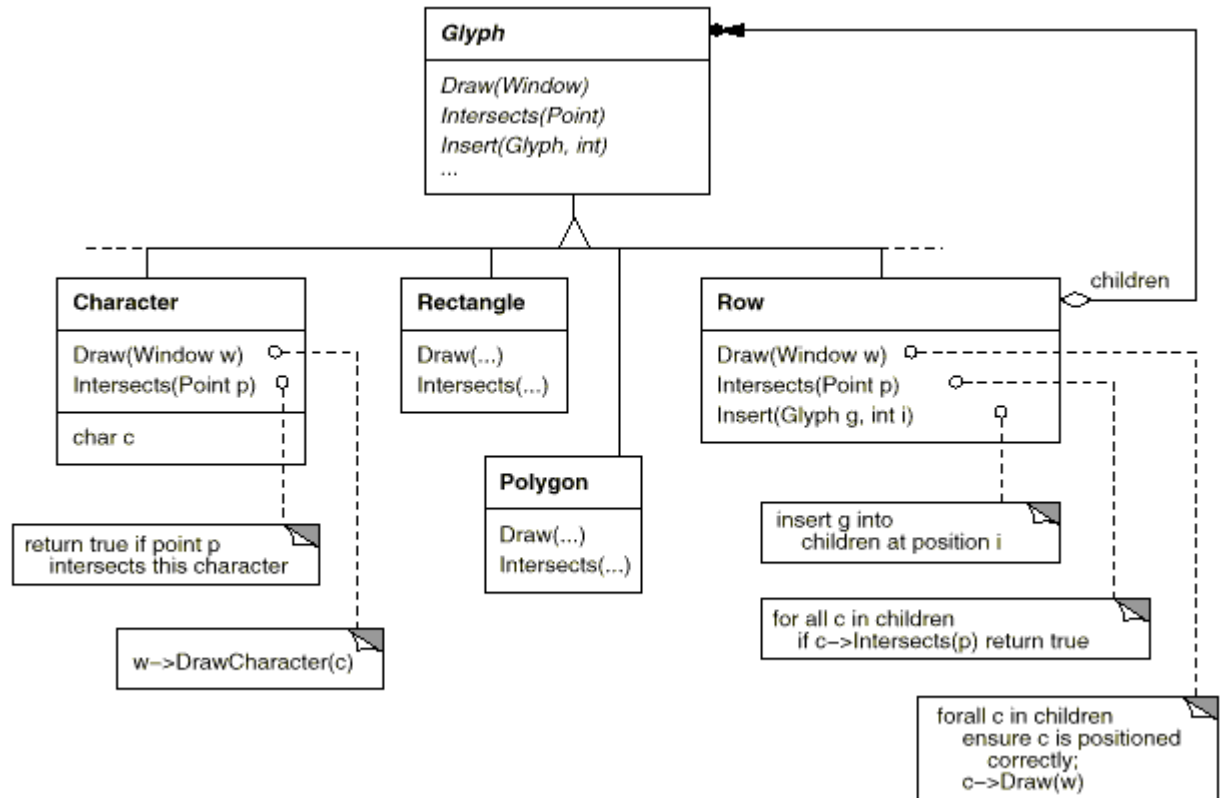 Glyph
Draw(Window)
Intersects(Point)
Insert(Glyph, int)
...
children
Character
Draw(Window w)
Intersects(Point p)
char c
Rectangle
Draw(...)
Intersects(...)
Row
Draw(Window w)
Intersects(Point p)
Insert(Glyph g, int i)
Polygon
Draw(...)
Intersects(...)
return true if point p
intersects this character
w->DrawCharacter(c)
insert g into
children at position i
for all c in children
if c->Intersects(p) return true
forall c in children
ensure c is positioned
correctly;
c->Draw(w)